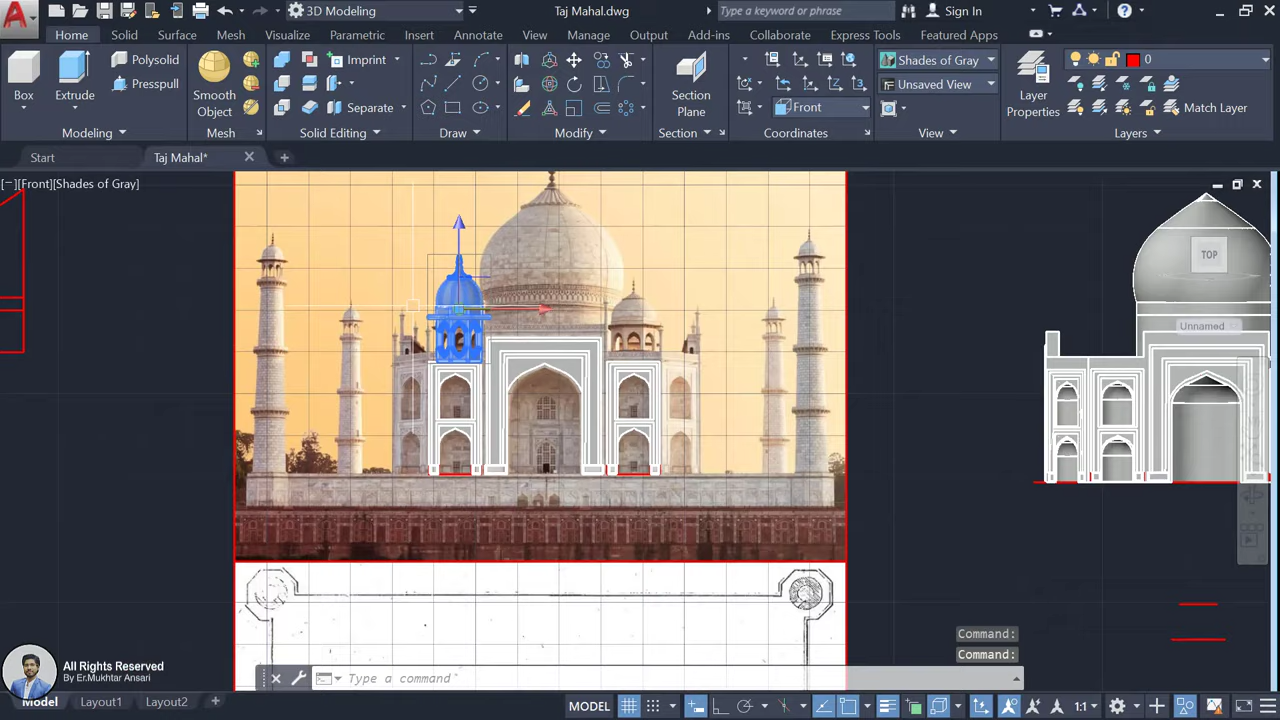 3D Modeling
Taj Mahal.dwg
Type a keyword or phrase
Sign In
Home
Solid
Surface
Mesh
Visualize
Parametric
Insert
Annotate
View
Manage
Output
Add-ins
Collaborate
Express Tools
Featured Apps
Box
Extrude
Polysolid
Presspull
Smooth
Object
Imprint
Separate
Section
Plane
Front
Shades of Gray
Unsaved View
Layer
Properties
0
Match Layer
Modeling
Mesh
Solid Editing
Draw
Modify
Section
Coordinates
View
Layers
Start
Taj Mahal*
[−][Front][Shades of Gray]
TOP
Unnamed
Command:
Command:
Type a command
All Rights Reserved
By Er.Mukhtar Ansari
Model
Layout1
Layout2
MODEL
1:1